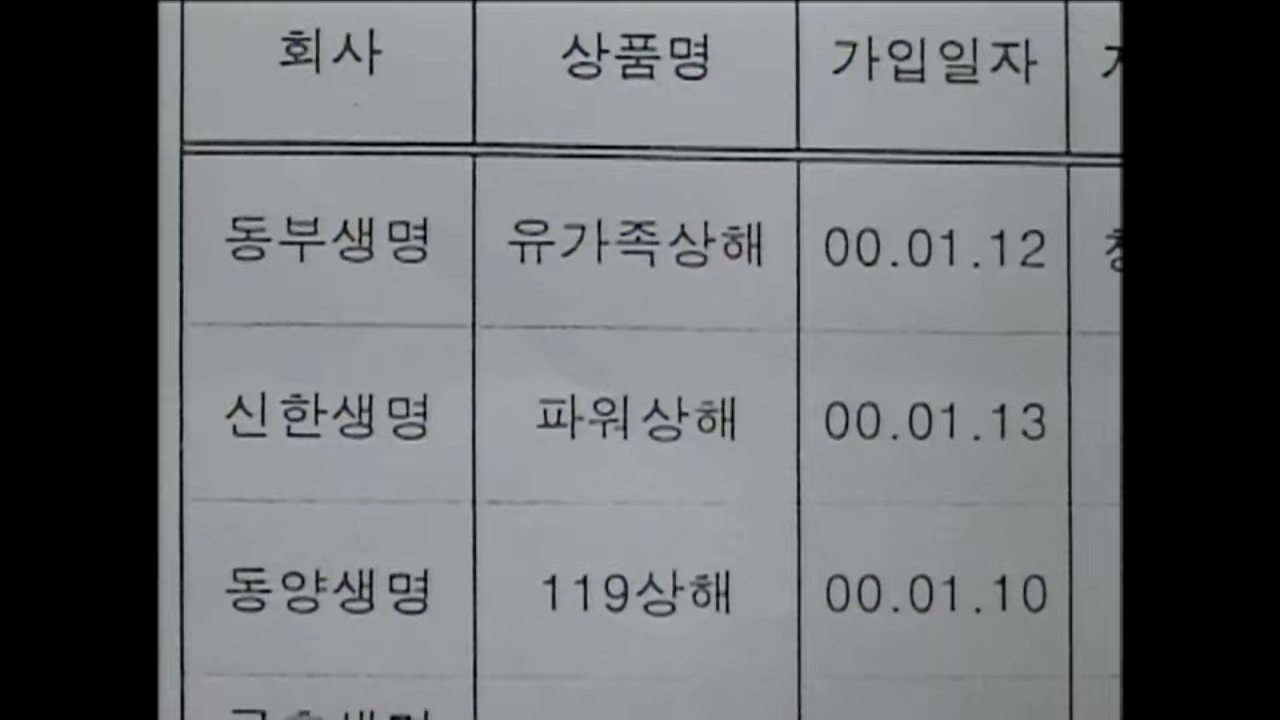 회사 상품명 가입일자
동부생명 유가족상해 00.01.12
신한생명 파워상해 00.01.13
동양생명 119상해 00.01.10